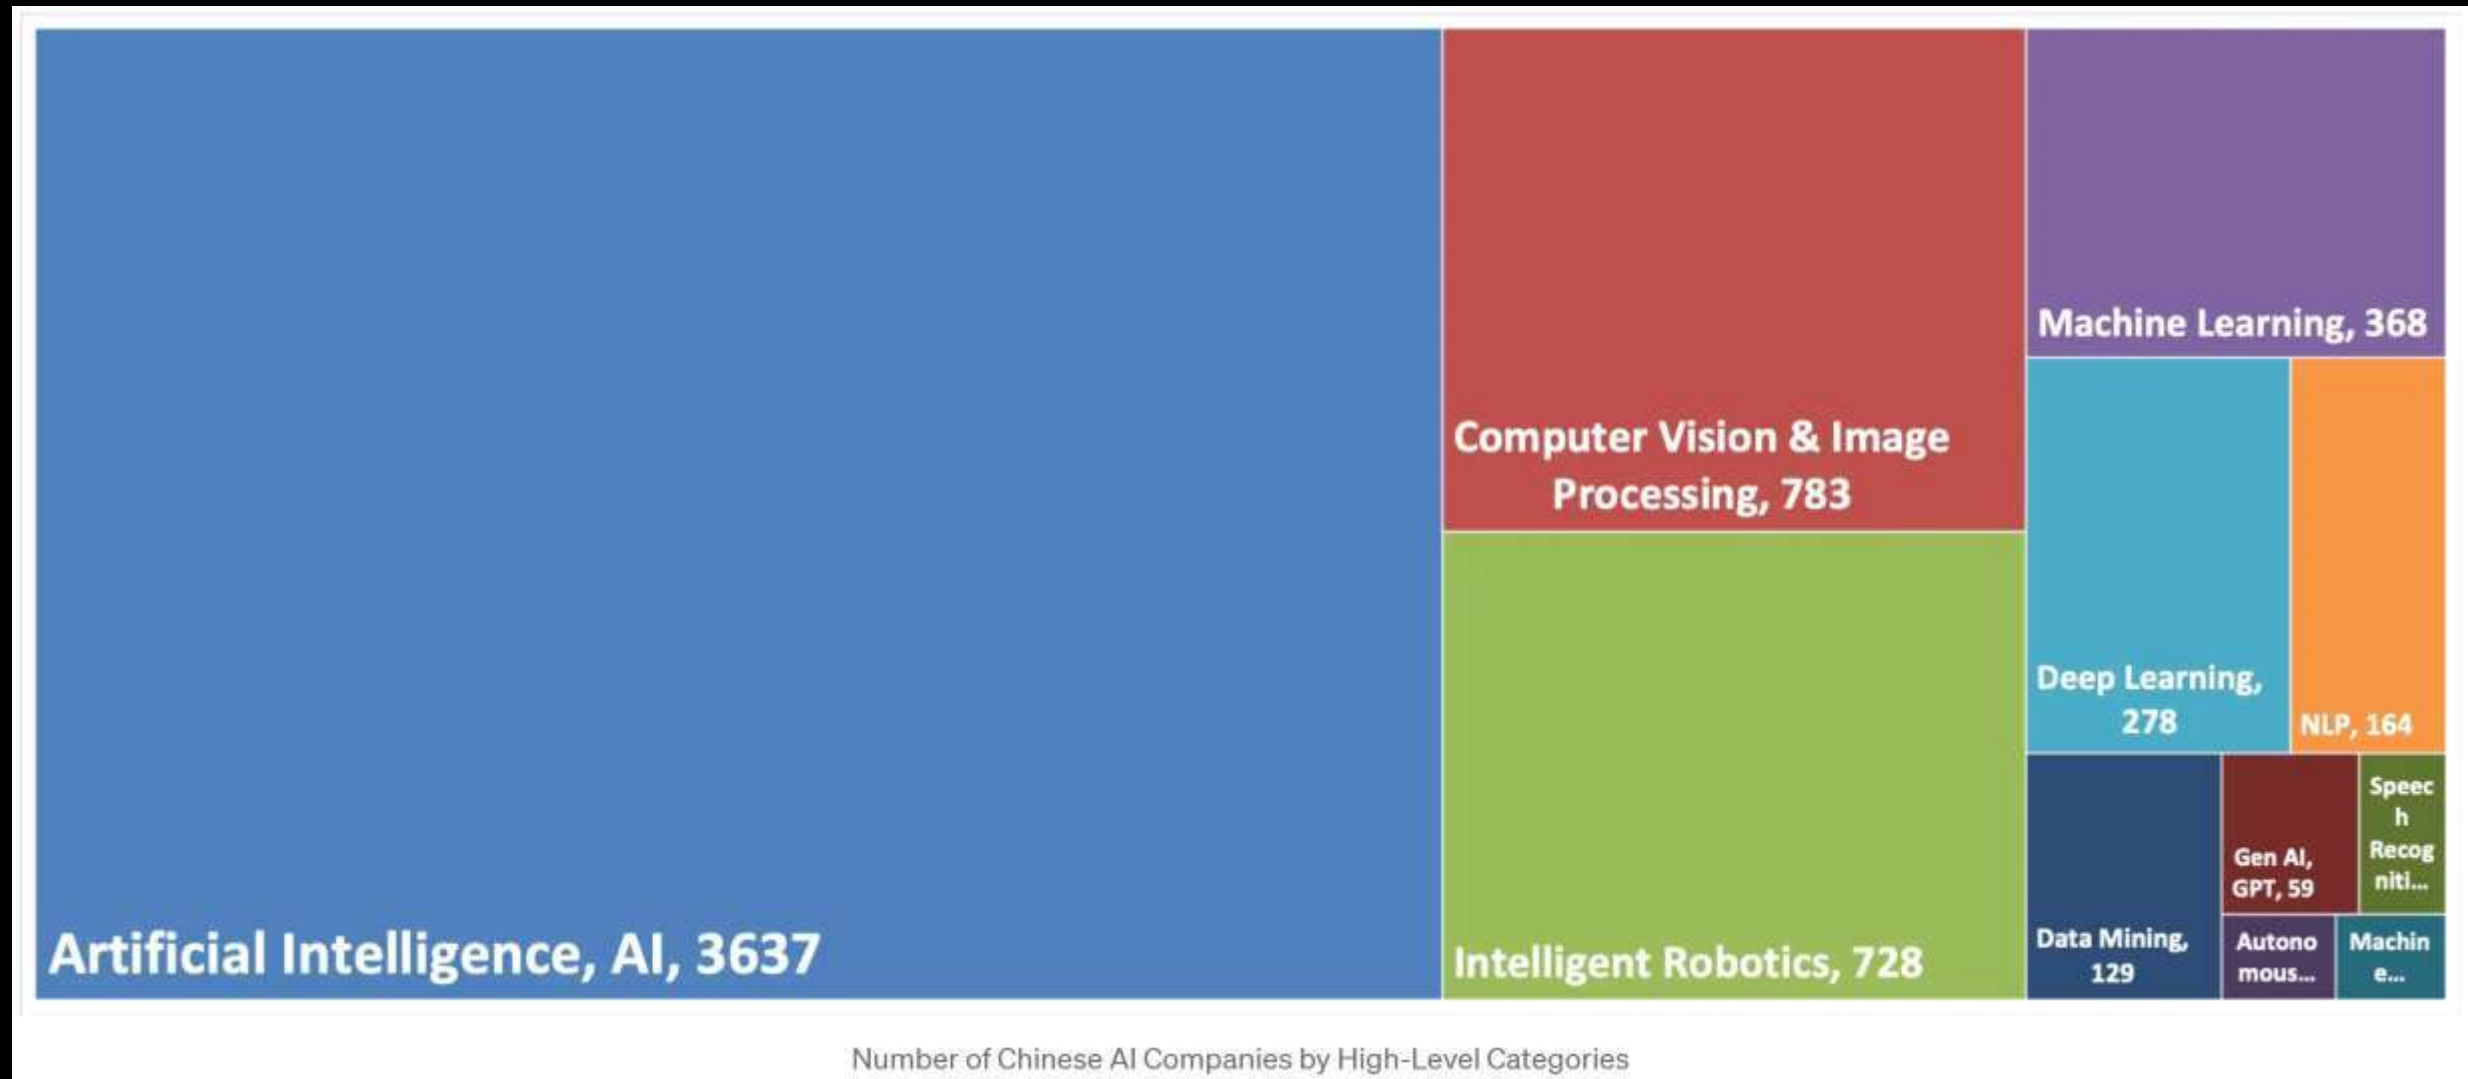 Artificial Intelligence, AI, 3637
Computer Vision & Image
Processing, 783
Intelligent Robotics, 728
Machine Learning, 368
Deep Learning,
278
NLP, 164
Data Mining,
129
Gen AI,
GPT, 59
Speec
h
Recog
niti...
Autono
mous...
Machin
e...
Number of Chinese AI Companies by High-Level Categories